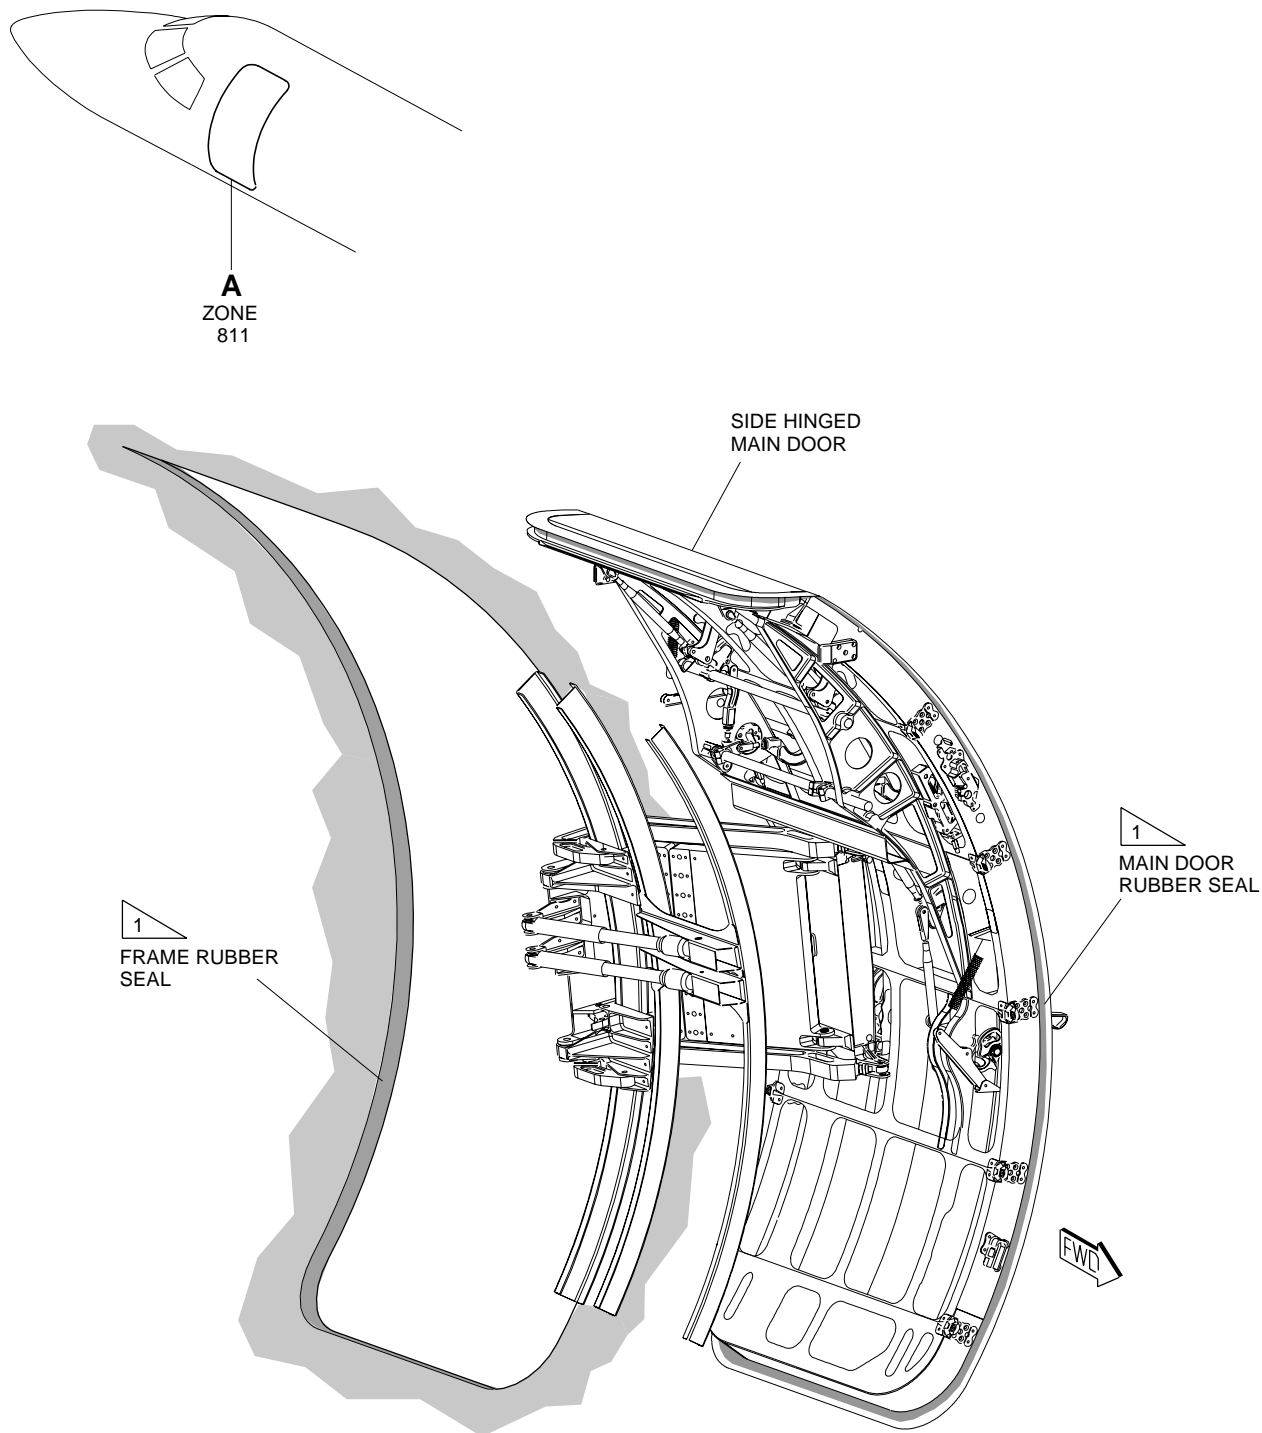 A
ZONE
811
SIDE HINGED
MAIN DOOR
1
MAIN DOOR
RUBBER SEAL
1
FRAME RUBBER
SEAL
FWD